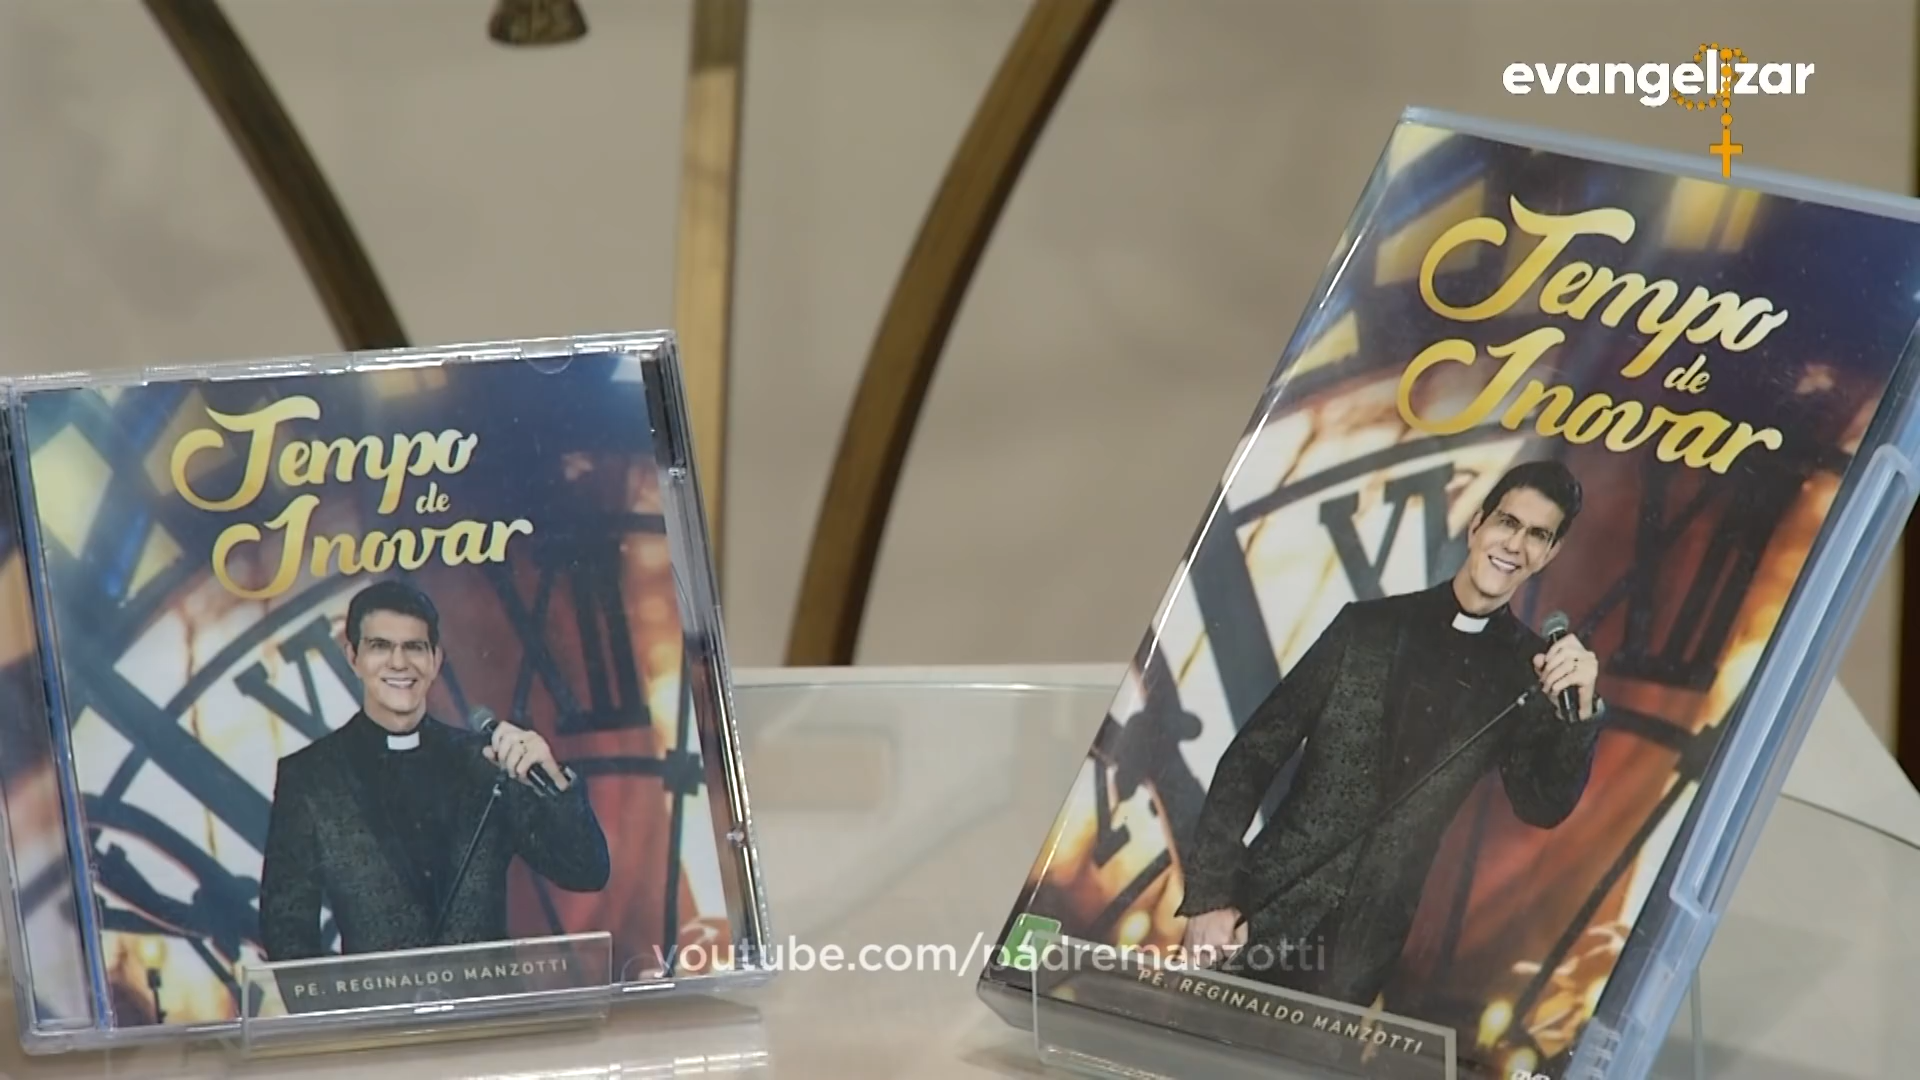 evangelizar
Tempo
de
Inovar
PE. REGINALDO MANZOTTI
Tempo
de
Inovar
L
PE. REGINALDO MANZOTTI
youtube.com/padremanzotti